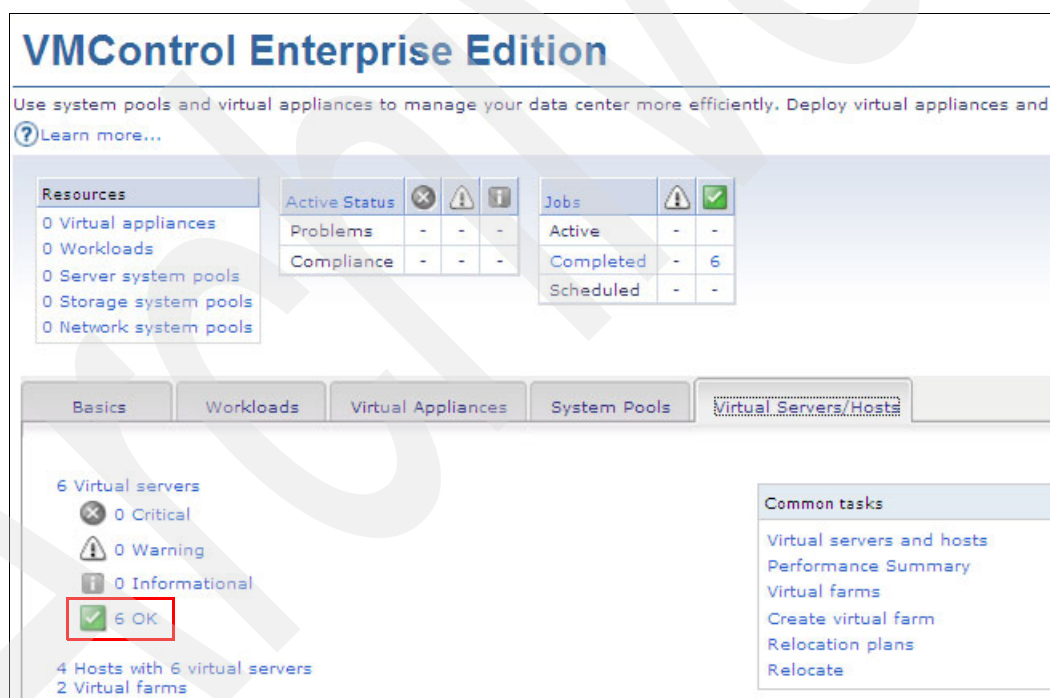 VMControl Enterprise Edition
Use system pools and virtual appliances to manage your data center more efficiently. Deploy virtual appliances and
?Learn more...
Resources
0 Virtual appliances
0 Workloads
0 Server system pools
0 Storage system pools
0 Network system pools
Active Status
Problems - - -
Compliance - - -
Jobs
Active - -
Completed - 6
Scheduled - -
Basics Workloads Virtual Appliances System Pools Virtual Servers/Hosts
6 Virtual servers
0 Critical
0 Warning
0 Informational
6 OK
4 Hosts with 6 virtual servers
2 Virtual farms
Common tasks
Virtual servers and hosts
Performance Summary
Virtual farms
Create virtual farm
Relocation plans
Relocate